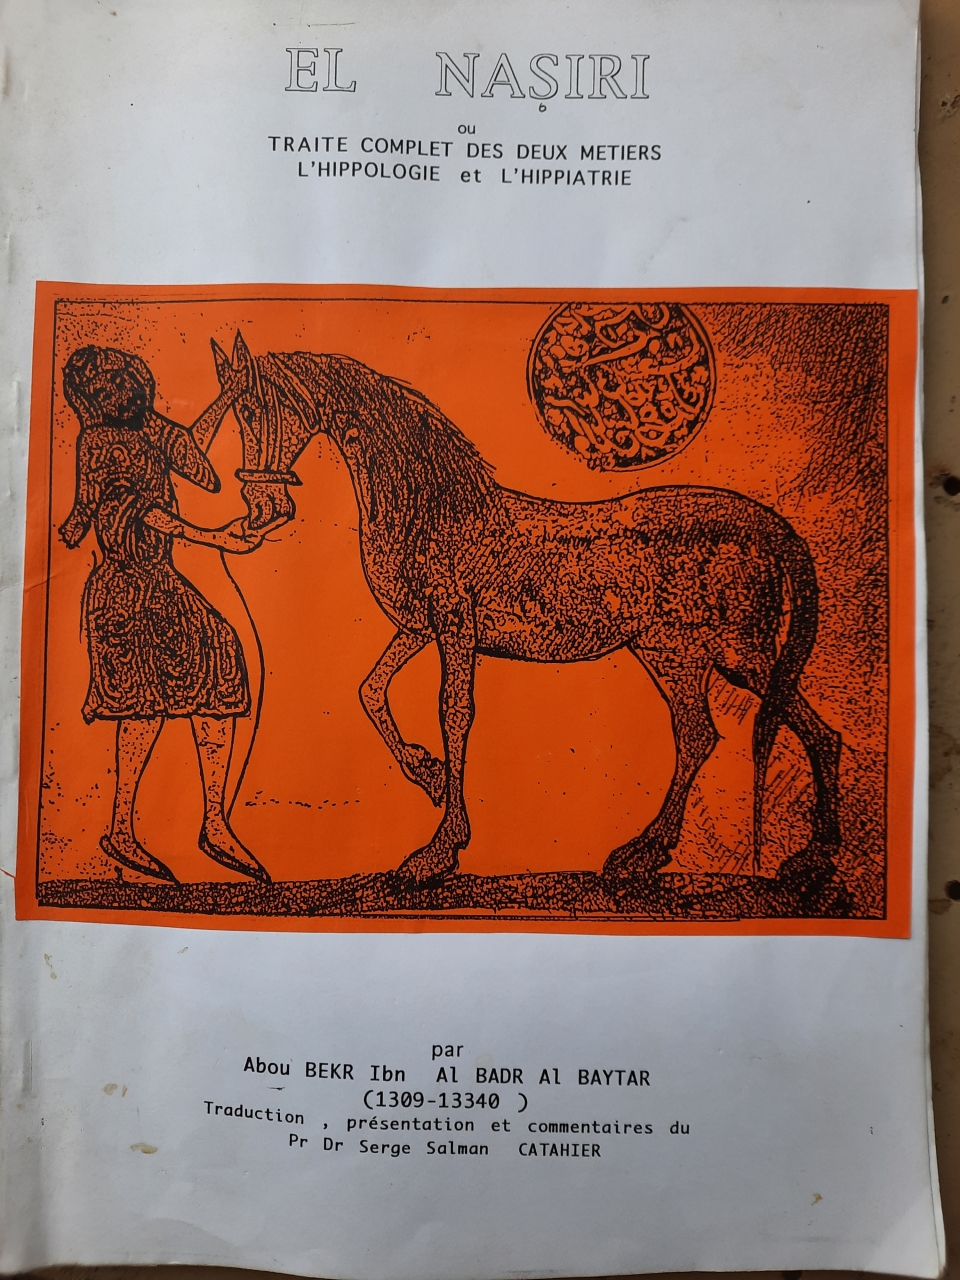 EL NAṢIRI
ou
TRAITE COMPLET DES DEUX METIERS
L'HIPPOLOGIE et L'HIPPIATRIE
par
Abou BEKR Ibn Al BADR Al BAYTAR
(1309-13340 )
Traduction , présentation et commentaires du
Pr Dr Serge Salman CATAHIER